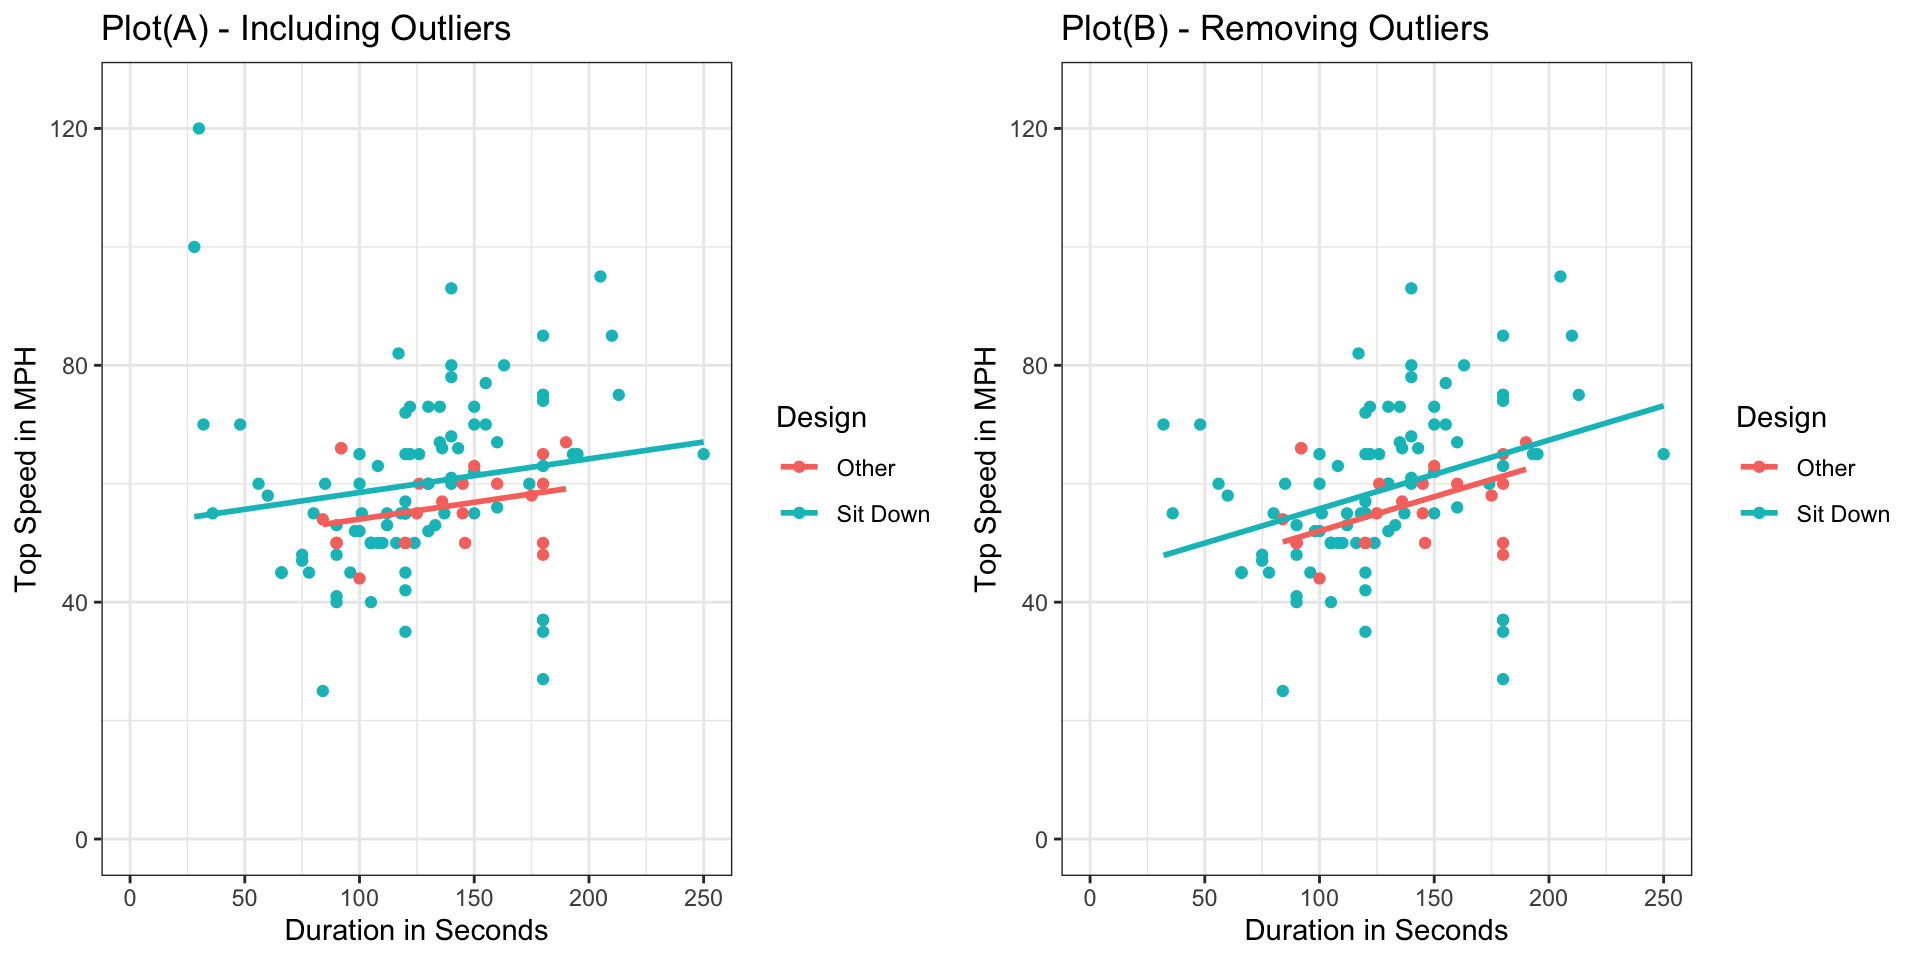 Plot(A) - Including Outliers
Top Speed in MPH
120
80
40
0
0 50 100 150 200 250
Duration in Seconds
Design
Other
Sit Down
Plot(B) - Removing Outliers
Top Speed in MPH
120
80
40
0
0 50 100 150 200 250
Duration in Seconds
Design
Other
Sit Down